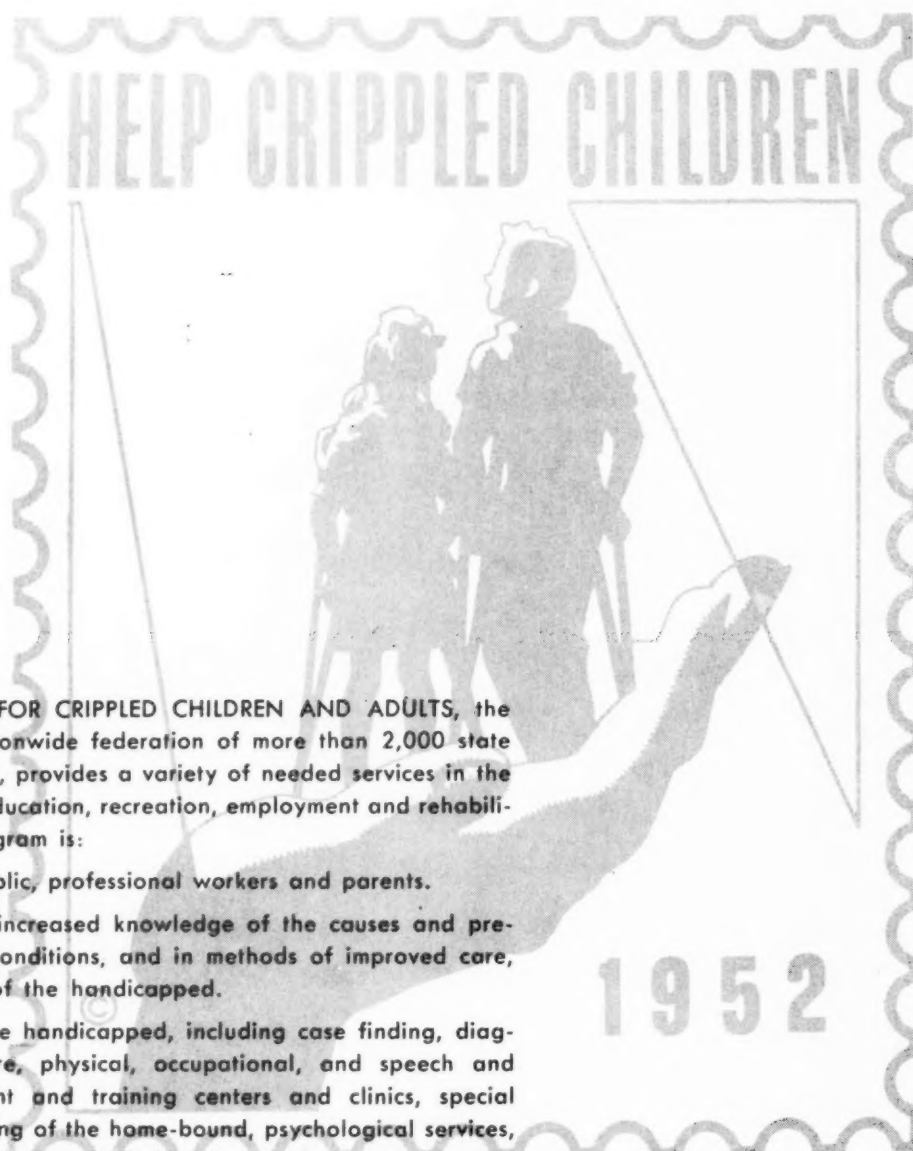 HELP CRIPPLED CHILDREN
FOR CRIPPLED CHILDREN AND ADULTS, the
onwide federation of more than 2,000 state
, provides a variety of needed services in the
ducation, recreation, employment and rehabili-
gram is:
blic, professional workers and parents.
increased knowledge of the causes and pre-
onditions, and in methods of improved care,
of the handicapped.
©
1952
e handicapped, including case finding, diag-
re, physical, occupational, and speech and
nt and training centers and clinics, special
ng of the home-bound, psychological services,